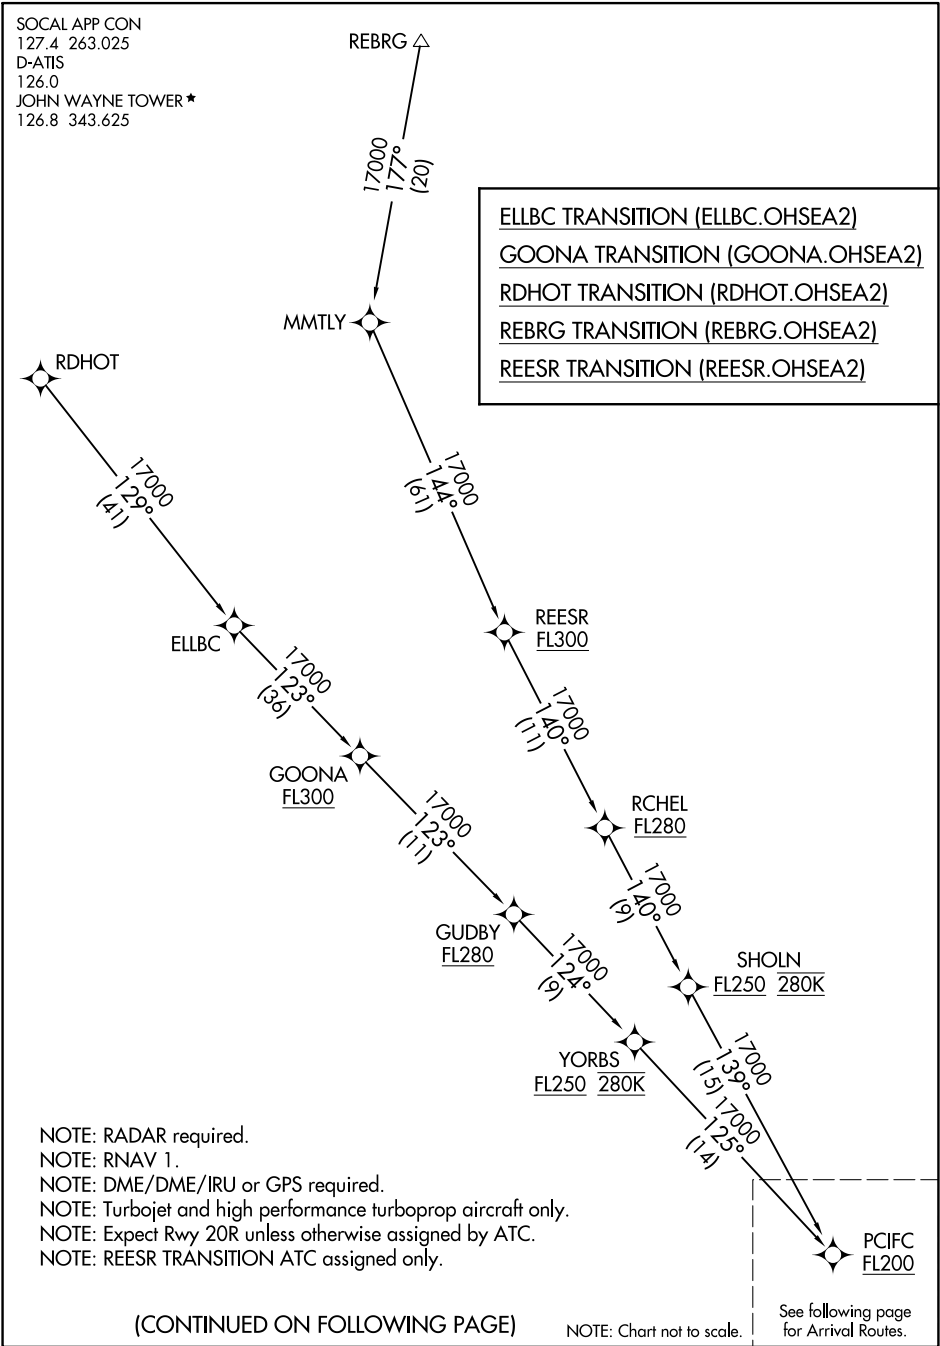 SOCAL APP CON
127.4 263.025
D-ATIS
126.0
JOHN WAYNE TOWER★
126.8 343.625
REBRG
17000
177°
(20)
ELLBC TRANSITION (ELLBC.OHSEA2)
GOONA TRANSITION (GOONA.OHSEA2)
RDHOT TRANSITION (RDHOT.OHSEA2)
REBRG TRANSITION (REBRG.OHSEA2)
REESR TRANSITION (REESR.OHSEA2)
MMTLY
RDHOT
17000
129°
(41)
17000
144°
(61)
ELLBC
REESR
FL300
17000
123°
(36)
17000
140°
(11)
GOONA
FL300
RCHEL
FL280
17000
123°
(11)
17000
140°
(9)
GUDBY
FL280
SHOLN
FL250 280K
17000
124°
(9)
17000
139°
(15)
YORBS
FL250 280K
17000
125°
(14)
NOTE: RADAR required.
NOTE: RNAV 1.
NOTE: DME/DME/IRU or GPS required.
NOTE: Turbojet and high performance turboprop aircraft only.
NOTE: Expect Rwy 20R unless otherwise assigned by ATC.
NOTE: REESR TRANSITION ATC assigned only.
PCIFC
FL200
(CONTINUED ON FOLLOWING PAGE)
NOTE: Chart not to scale.
See following page
for Arrival Routes.